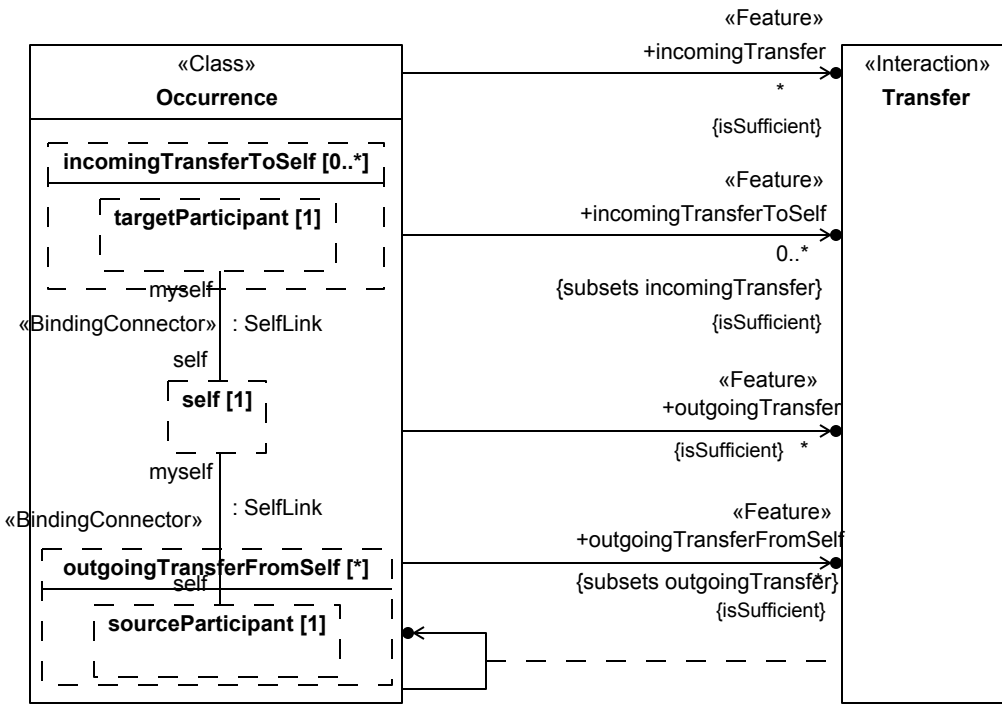 «Feature»
+incomingTransfer
*
{isSufficient}
«Class»
Occurrence
«Interaction»
Transfer
incomingTransferToSelf [0..*]
targetParticipant [1]
«Feature»
+incomingTransferToSelf
0..*
{subsets incomingTransfer}
{isSufficient}
myself
«BindingConnector» : SelfLink
self
self [1]
«Feature»
+outgoingTransfer
{isSufficient} *
myself
«BindingConnector» : SelfLink
«Feature»
+outgoingTransferFromSelf
*
{subsets outgoingTransfer}
{isSufficient}
outgoingTransferFromSelf [*]
self
sourceParticipant [1]